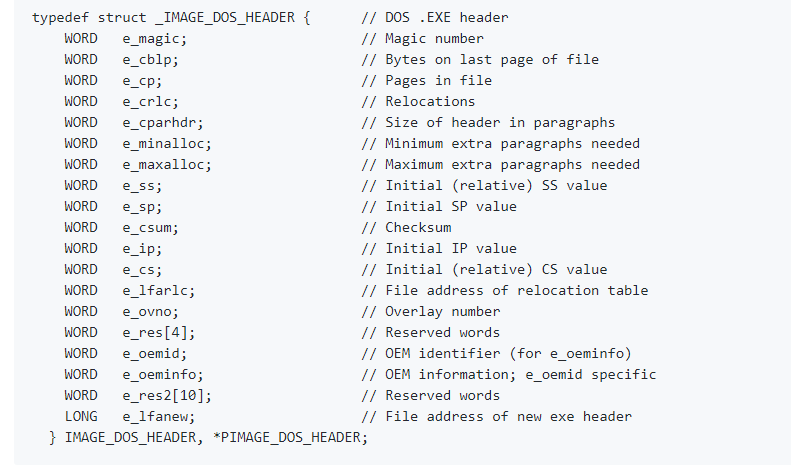 typedef struct _IMAGE_DOS_HEADER {      // DOS .EXE header
    WORD   e_magic;                     // Magic number
    WORD   e_cblp;                      // Bytes on last page of file
    WORD   e_cp;                        // Pages in file
    WORD   e_crlc;                      // Relocations
    WORD   e_cparhdr;                   // Size of header in paragraphs
    WORD   e_minalloc;                  // Minimum extra paragraphs needed
    WORD   e_maxalloc;                  // Maximum extra paragraphs needed
    WORD   e_ss;                        // Initial (relative) SS value
    WORD   e_sp;                        // Initial SP value
    WORD   e_csum;                      // Checksum
    WORD   e_ip;                        // Initial IP value
    WORD   e_cs;                        // Initial (relative) CS value
    WORD   e_lfarlc;                    // File address of relocation table
    WORD   e_ovno;                      // Overlay number
    WORD   e_res[4];                    // Reserved words
    WORD   e_oemid;                     // OEM identifier (for e_oeminfo)
    WORD   e_oeminfo;                   // OEM information; e_oemid specific
    WORD   e_res2[10];                  // Reserved words
    LONG   e_lfanew;                    // File address of new exe header
  } IMAGE_DOS_HEADER, *PIMAGE_DOS_HEADER;